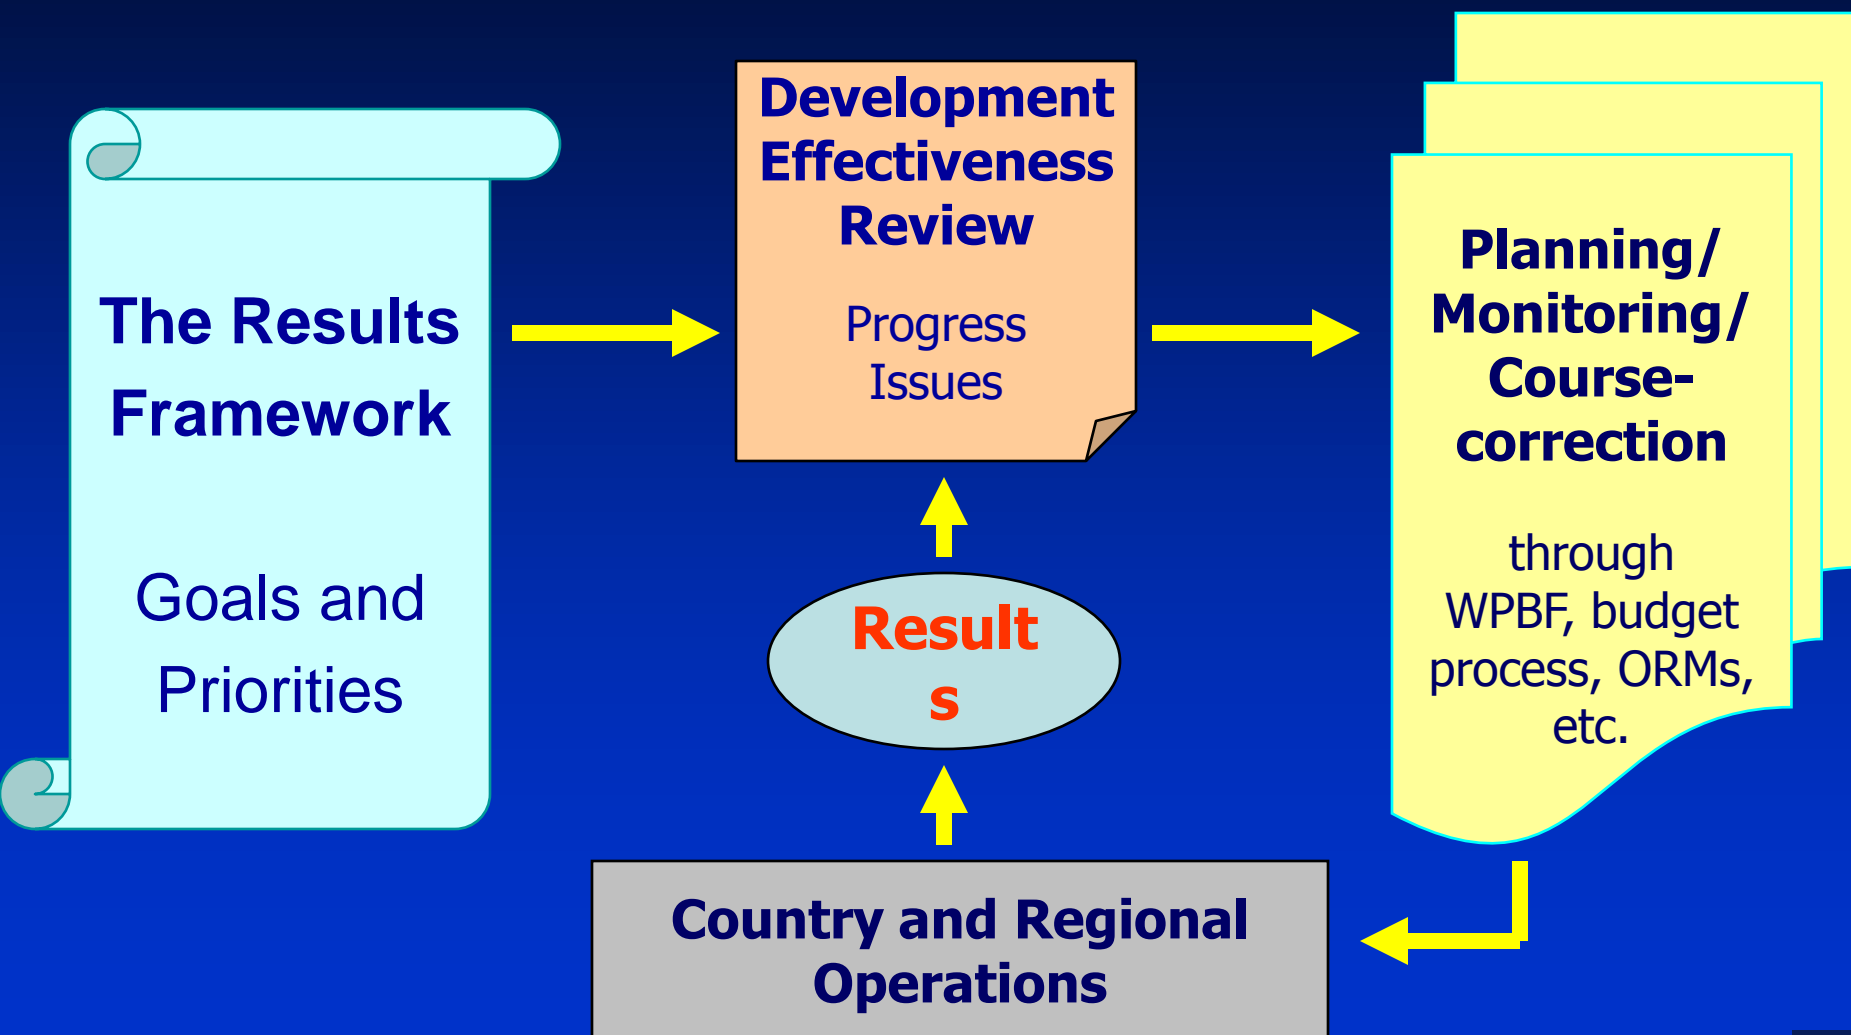 The Results
Framework
Goals and
Priorities
Development
Effectiveness
Review
Progress
Issues
Planning/
Monitoring/
Course-
correction
through
WPBF, budget
process, ORMs,
etc.
Result
s
Country and Regional
Operations